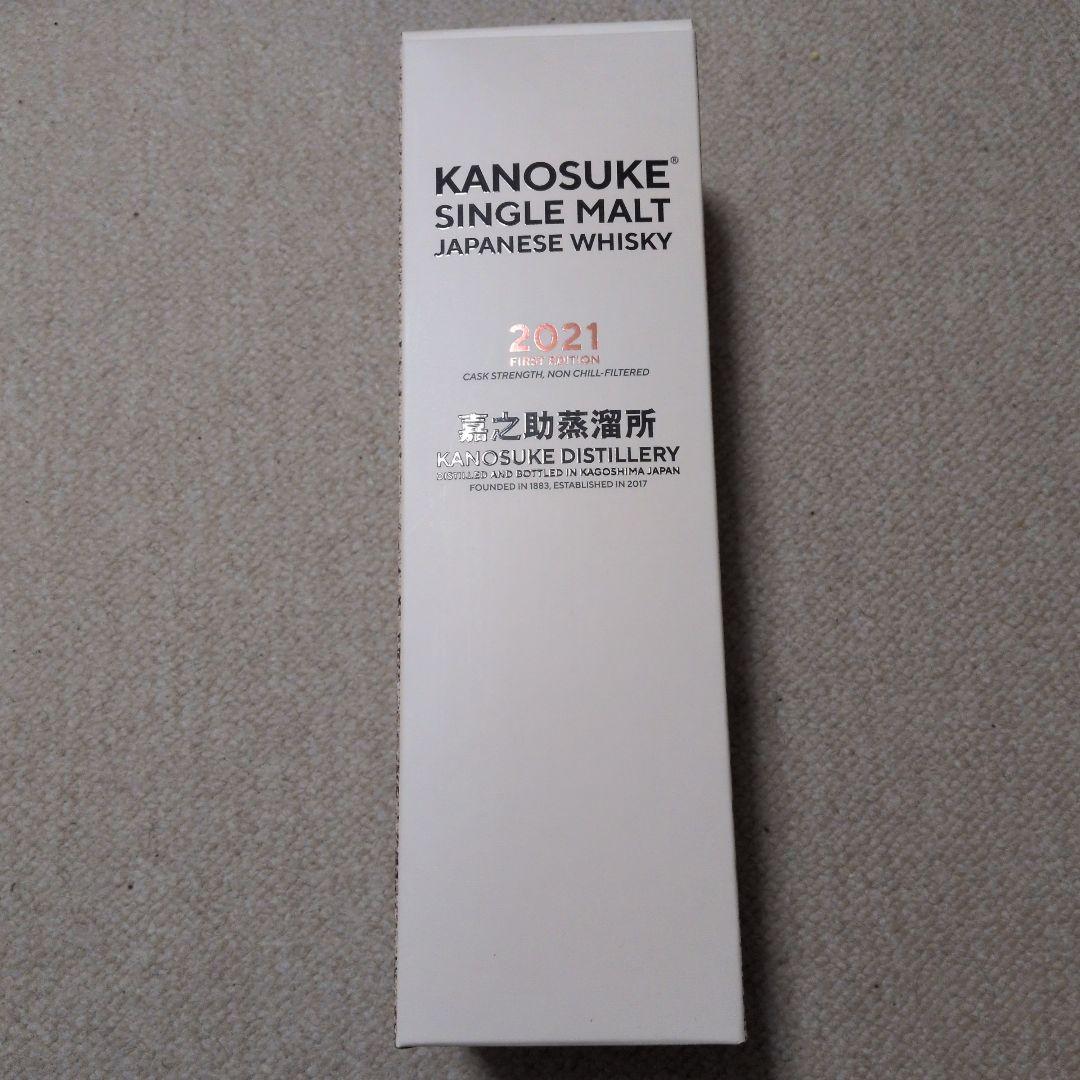 KANOSUKE®
SINGLE MALT
JAPANESE WHISKY
2021
FIRST EDITION
CASK STRENGTH, NON CHILL-FILTERED
嘉之助蒸溜所
KANOSUKE DISTILLERY
DISTILLED AND BOTTLED IN KAGOSHIMA JAPAN
FOUNDED IN 1883, ESTABLISHED IN 2017